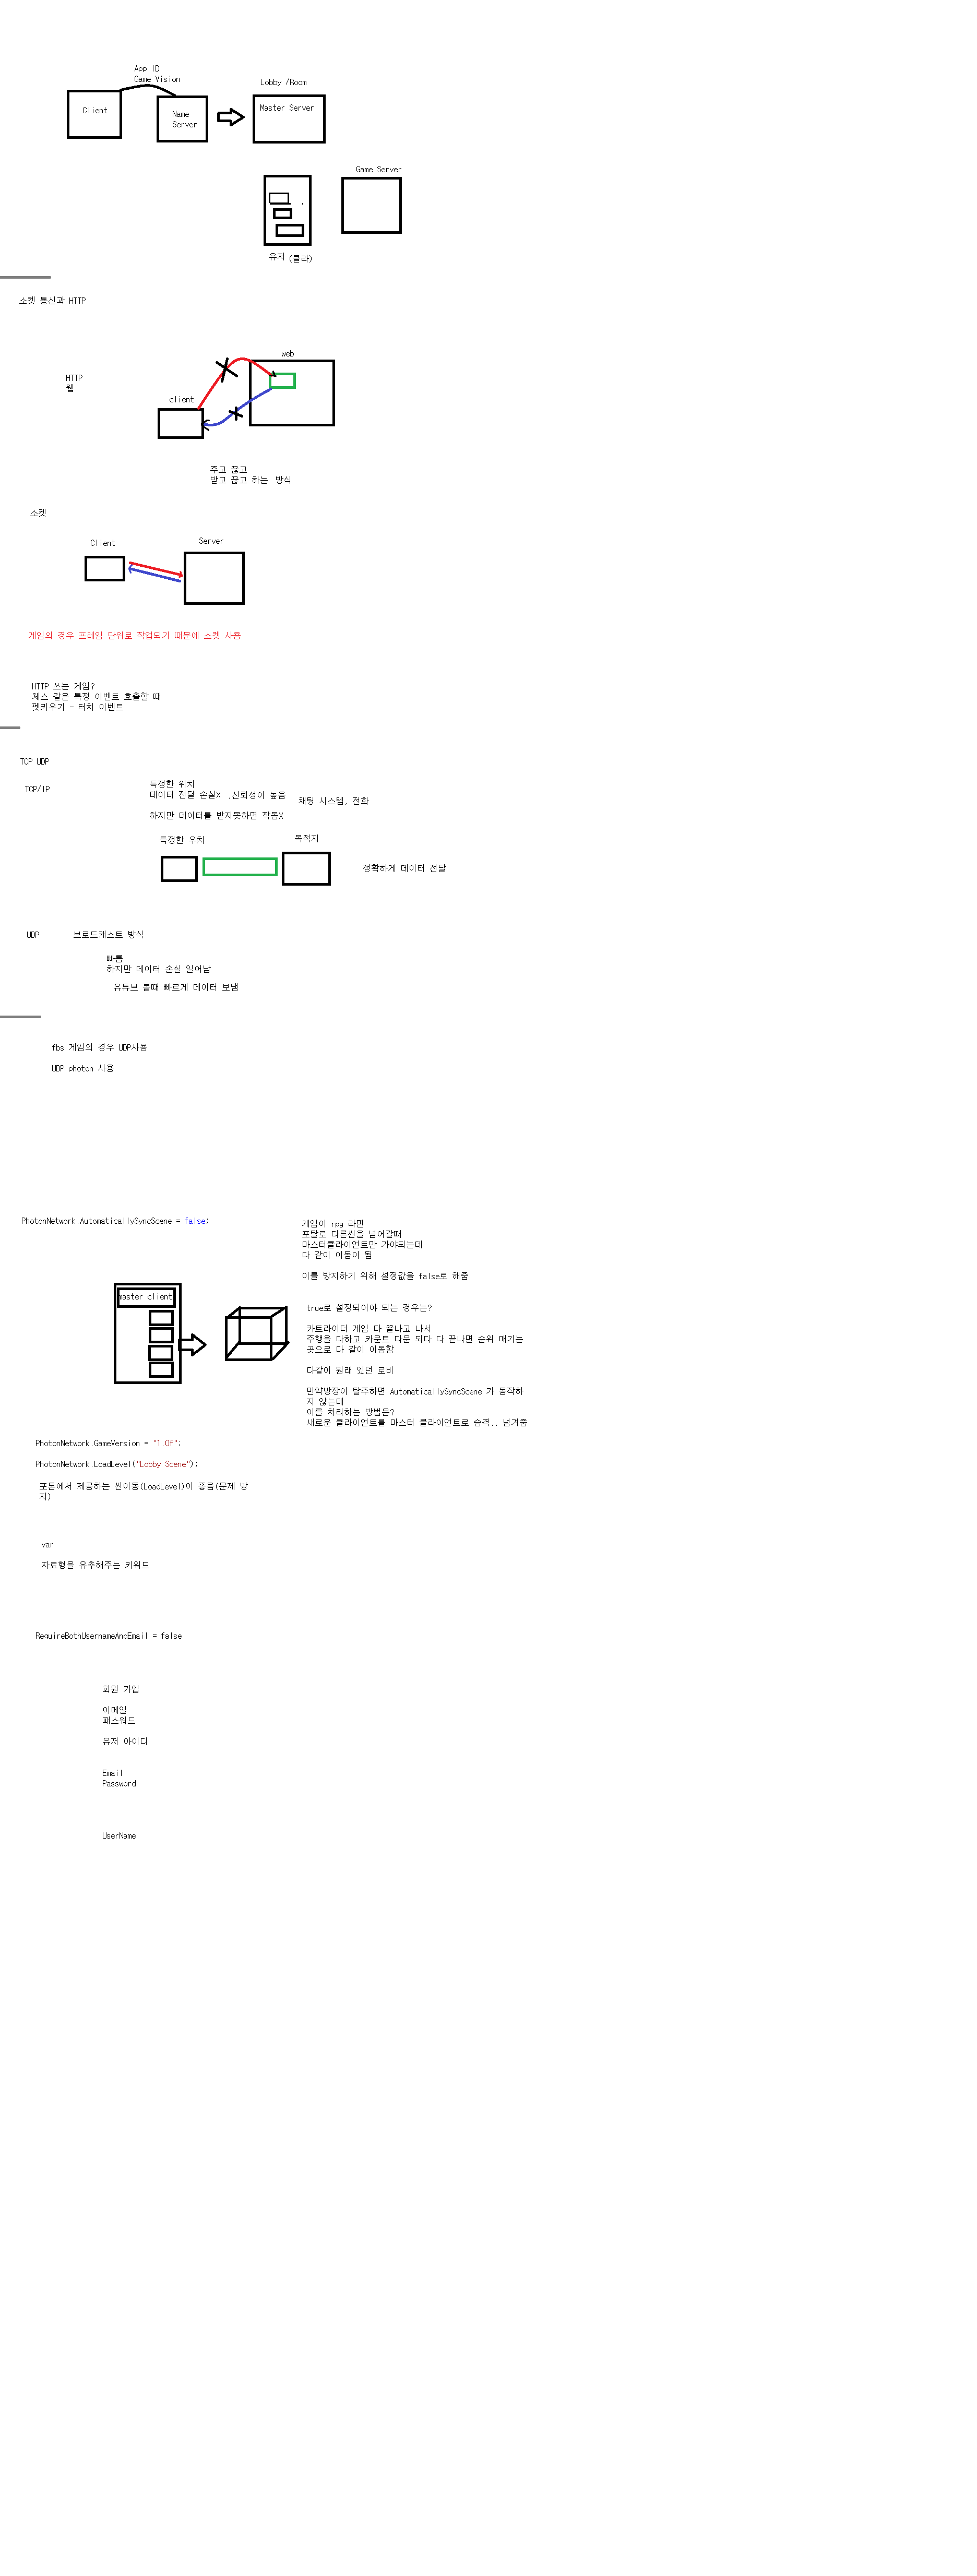 App ID
Game Vision
Client
Name
Server
Lobby /Room
Master Server
Game Server
유저 (클라)
소켓 통신과 HTTP
web
HTTP
웹
client
주고 끊고
받고 끊고 하는 방식
소켓
Client
Server
게임의 경우 프레임 단위로 작업되기 때문에 소켓 사용
HTTP 쓰는 게임?
체스 같은 특정 이벤트 호출할 때
펫키우기 - 터치 이벤트
TCP UDP
TCP/IP
특정한 위치
데이터 전달 손실X ,신뢰성이 높음
채팅 시스템, 전화
하지만 데이터를 받지못하면 작동X
특정한 위치
목적지
정확하게 데이터 전달
UDP
브로드캐스트 방식
빠름
하지만 데이터 손실 일어남
유튜브 볼때 빠르게 데이터 보냄
fbs 게임의 경우 UDP사용
UDP photon 사용
PhotonNetwork.AutomaticallySyncScene = false;
게임이 rpg 라면
포탈로 다른씬을 넘어갈때
마스터클라이언트만 가야되는데
다 같이 이동이 됨
이를 방지하기 위해 설정값을 false로 해줌
master client
true로 설정되어야 되는 경우는?
카트라이더 게임 다 끝나고 나서
주행을 다하고 카운트 다운 되다 다 끝나면 순위 매기는
곳으로 다 같이 이동함
다같이 원래 있던 로비
만약방장이 탈주하면 AutomaticallySyncScene 가 동작하
지 않는데
이를 처리하는 방법은?
새로운 클라이언트를 마스터 클라이언트로 승격.. 넘겨줌
PhotonNetwork.GameVersion = "1.0f";
PhotonNetwork.LoadLevel("Lobby Scene");
포톤에서 제공하는 씬이동(LoadLevel)이 좋음(문제 방
지)
var
자료형을 유추해주는 키워드
RequireBothUsernameAndEmail = false
회원 가입
이메일
패스워드
유저 아이디
Email
Password
UserName